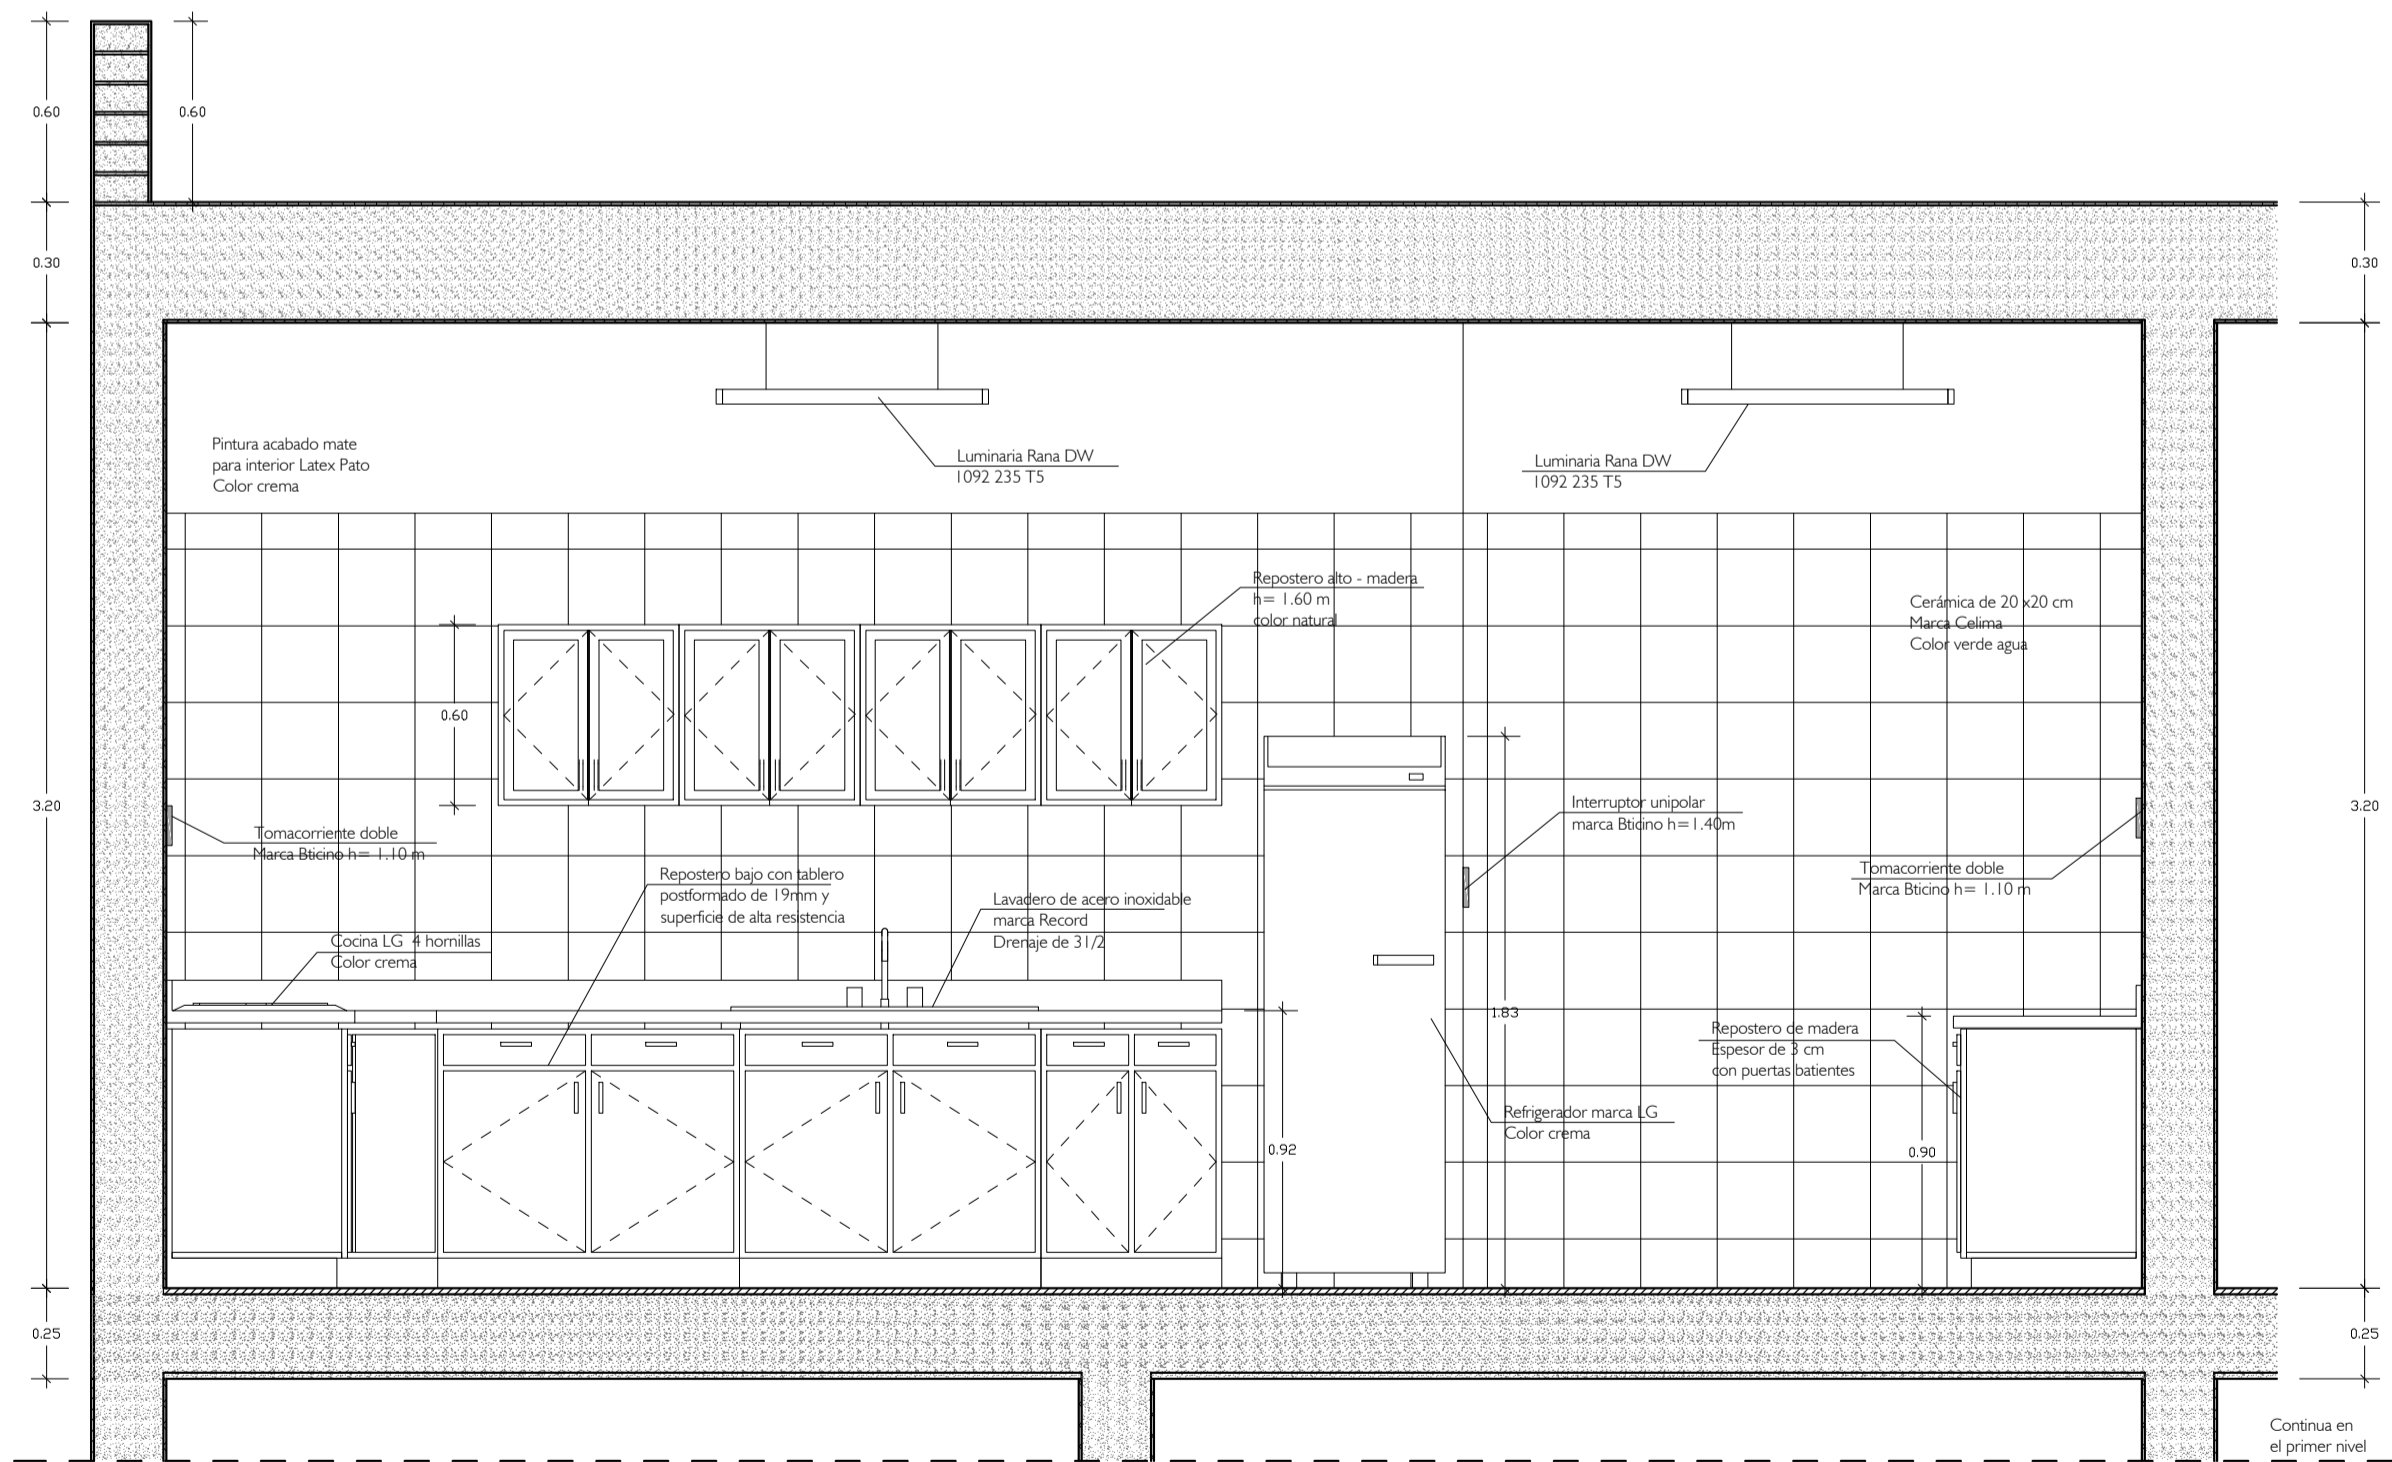 0.60
0.60
0.30
0.30
Pintura acabado mate
para interior Latex Pato
Color crema
Luminaria Rana DW
1092 235 T5
Luminaria Rana DW
1092 235 T5
Repostero alto - madera
h= 1.60 m
color natural
Cerámica de 20 x20 cm
Marca Celima
Color verde agua
0.60
3.20
3.20
Tomacorriente doble
Marca Bticino h= 1.10 m
Interruptor unipolar
marca Bticino h=1.40m
Repostero bajo con tablero
postformado de 19mm y
superficie de alta resistencia
Lavadero de acero inoxidable
marca Record
Drenaje de 31/2
Tomacorriente doble
Marca Bticino h= 1.10 m
Cocina LG 4 hornillas
Color crema
1.83
Repostero de madera
Espesor de 3 cm
con puertas batientes
Refrigerador marca LG
Color crema
0.92
0.90
0.25
0.25
Continua en
el primer nivel